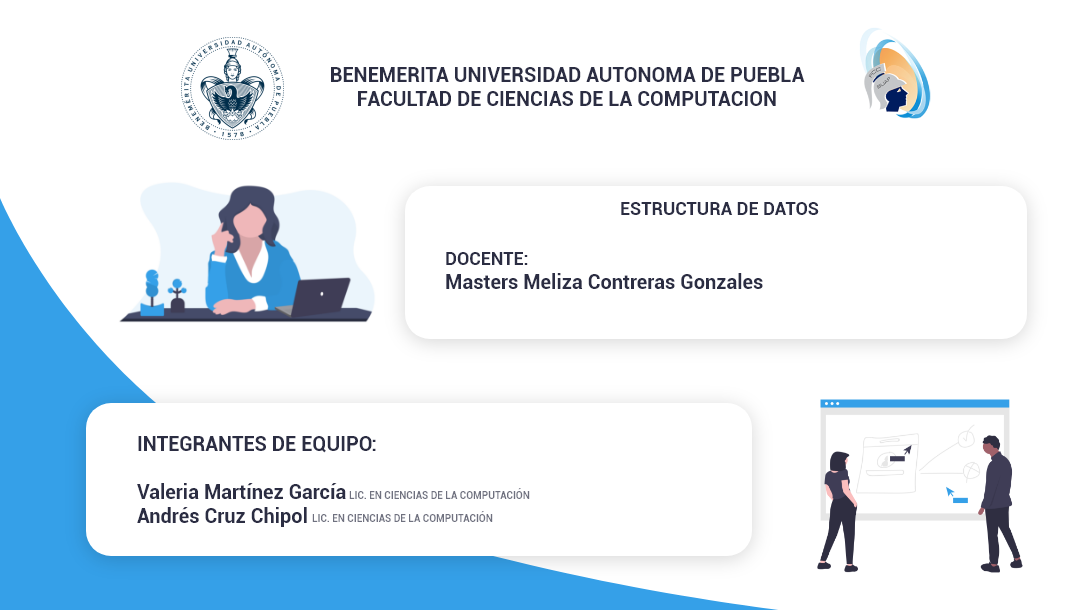 BENEMÉRITA UNIVERSIDAD AUTÓNOMA DE PUEBLA
• 1578 •
BENEMERITA UNIVERSIDAD AUTONOMA DE PUEBLA
FACULTAD DE CIENCIAS DE LA COMPUTACION
FCC
BUAP
ESTRUCTURA DE DATOS
DOCENTE:
Masters Meliza Contreras Gonzales
INTEGRANTES DE EQUIPO:
Valeria Martínez García LIC. EN CIENCIAS DE LA COMPUTACIÓN
Andrés Cruz Chipol LIC. EN CIENCIAS DE LA COMPUTACIÓN